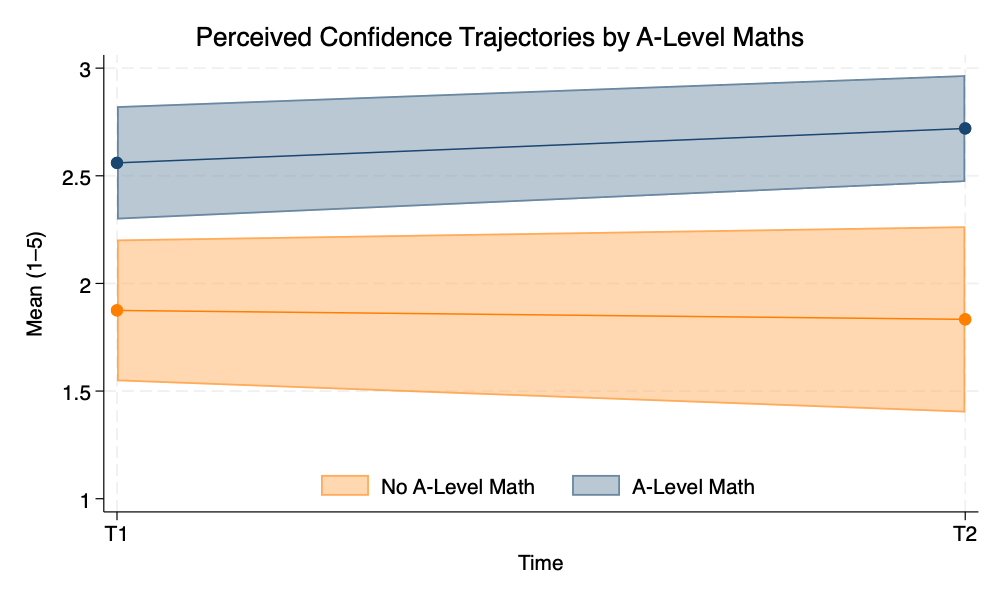 Perceived Confidence Trajectories by A-Level Maths
Mean (1–5)
3
2.5
2
1.5
1
No A-Level Math
A-Level Math
T1
T2
Time